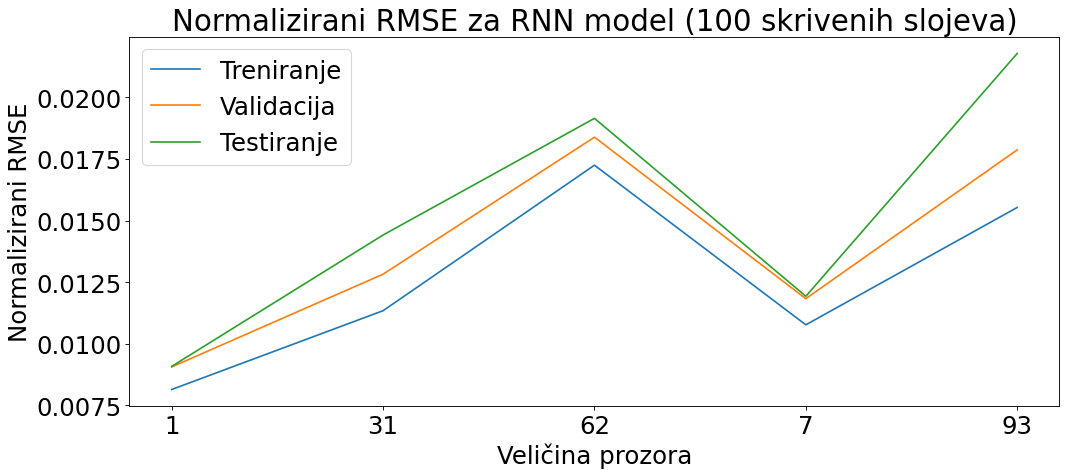 Normalizirani RMSE za RNN model (100 skrivenih slojeva)
Treniranje
Validacija
Testiranje
Normalizirani RMSE
0.0200
0.0175
0.0150
0.0125
0.0100
0.0075
1 31 62 7 93
Veličina prozora